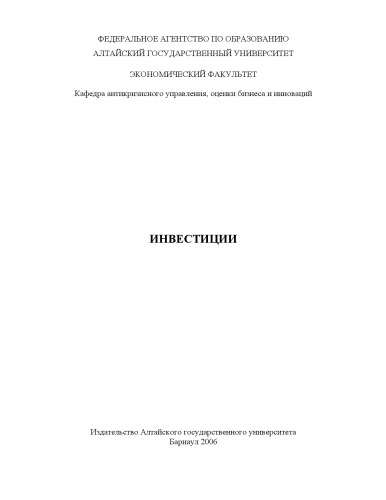 ФЕДЕРАЛЬНОЕ АГЕНТСТВО ПО ОБРАЗОВАНИЮ
АЛТАЙСКИЙ ГОСУДАРСТВЕННЫЙ УНИВЕРСИТЕТ
ЭКОНОМИЧЕСКИЙ ФАКУЛЬТЕТ
Кафедра антикризисного управления, оценки бизнеса и инноваций
ИНВЕСТИЦИИ
Издательство Алтайского государственного университета
Барнаул 2006